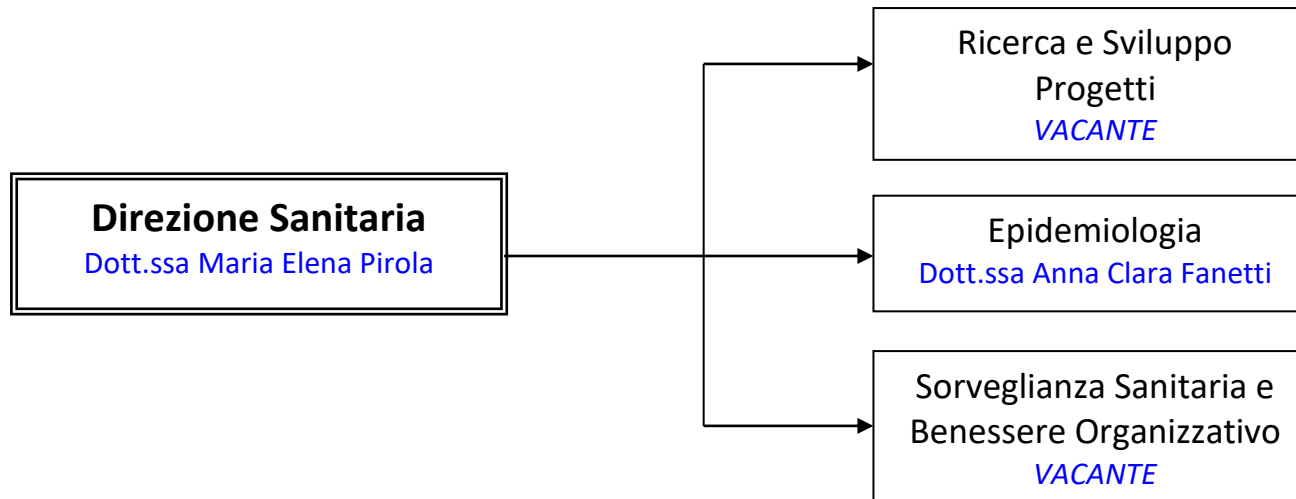 Ricerca e Sviluppo
Progetti
VACANTE
Direzione Sanitaria
Dott.ssa Maria Elena Pirola
Epidemiologia
Dott.ssa Anna Clara Fanetti
Sorveglianza Sanitaria e
Benessere Organizzativo
VACANTE